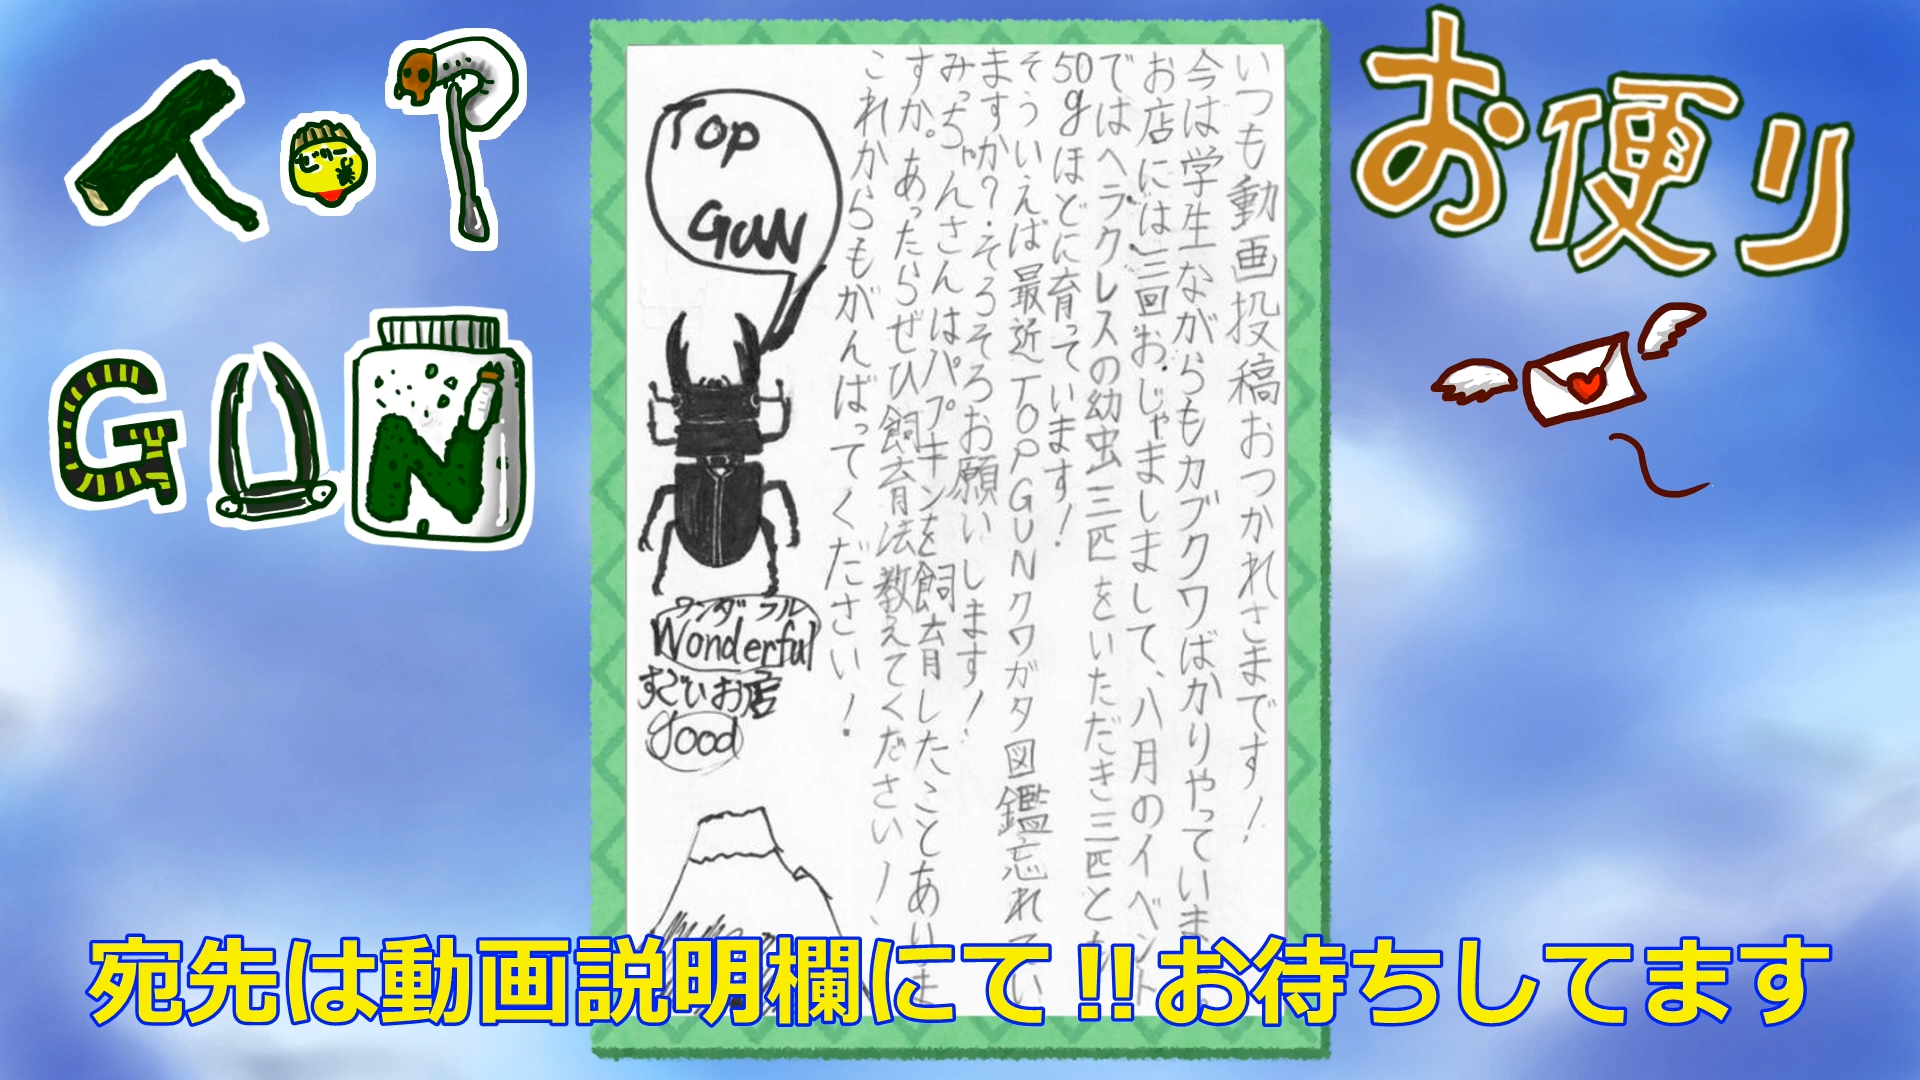 トップ
GUN
ゼリー
お便り
いつも動画投稿おつかれさまです!
今は学生ながらもカブクワばかりやっていま
お店には三回おじゃましまして、八月のイベント
ではヘラクレスの幼虫三匹をいただき三匹とも
50gほどに育っています!
そういえば最近TOPGUNクワガタ図鑑忘れてい
ますか?・そろそろお願いします!
みっちゃんさんはパプキンを飼育したことありま
すか。あったらぜひ飼育法教えてください!
これからもがんばってください!
Top
GUN
ワンダフル
Wonderful
すごいお店
good
宛先は動画説明欄にて‼お待ちしてます